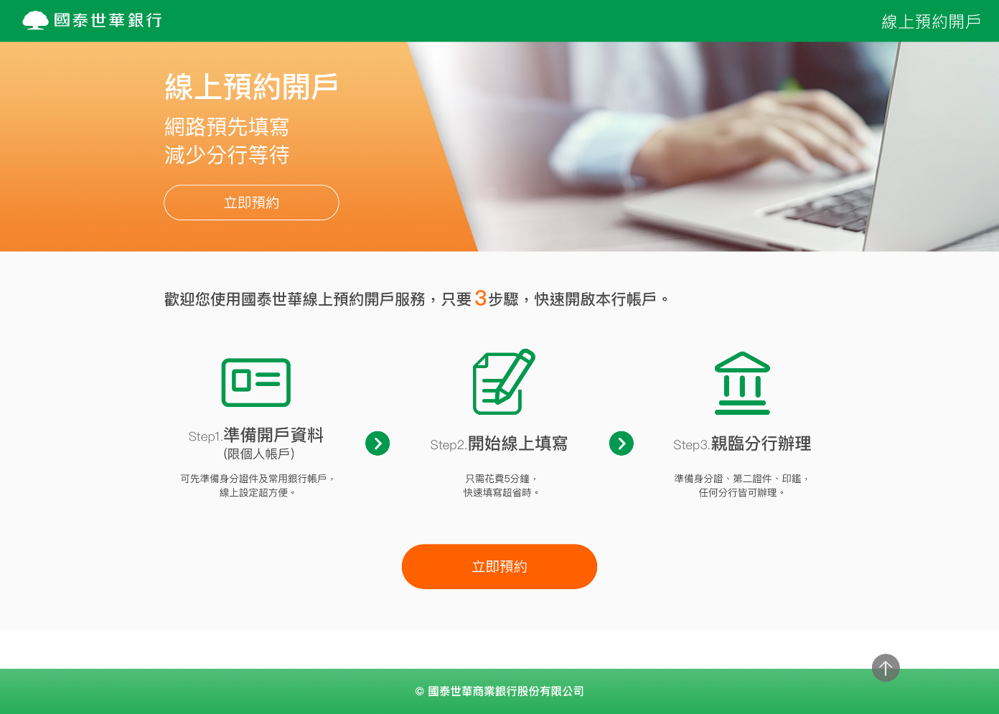 國泰世華銀行
線上預約開戶
線上預約開戶
網路預先填寫
減少分行等待
立即預約
歡迎您使用國泰世華線上預約開戶服務，只要3步驟，快速開啟本行帳戶。
Step1.準備開戶資料
(限個人帳戶)
可先準備身分證件及常用銀行帳戶，
線上設定超方便。
Step2.開始線上填寫
只需花費5分鐘，
快速填寫超省時。
Step3.親臨分行辦理
準備身分證、第二證件、印鑑，
任何分行皆可辦理。
立即預約
© 國泰世華商業銀行股份有限公司